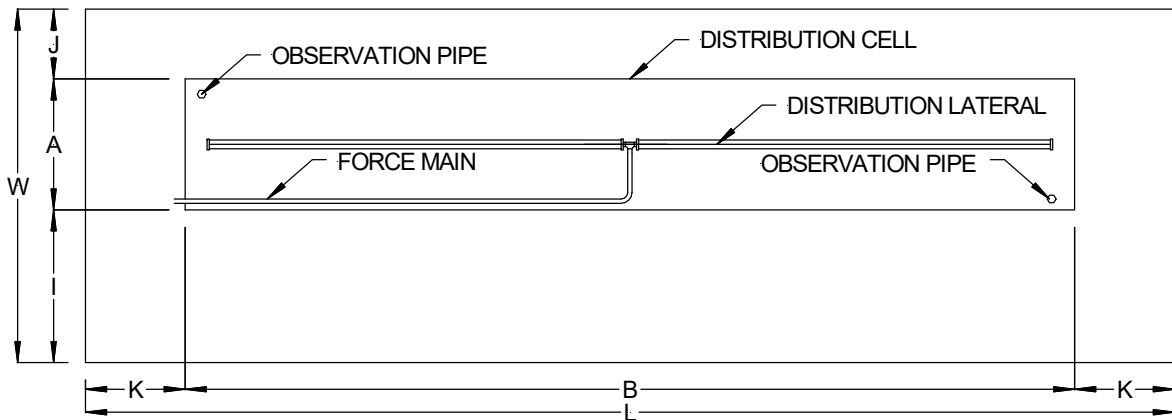 DISTRIBUTION CELL
J
OBSERVATION PIPE
DISTRIBUTION LATERAL
A
FORCE MAIN
OBSERVATION PIPE
W
I
K
B
K
L